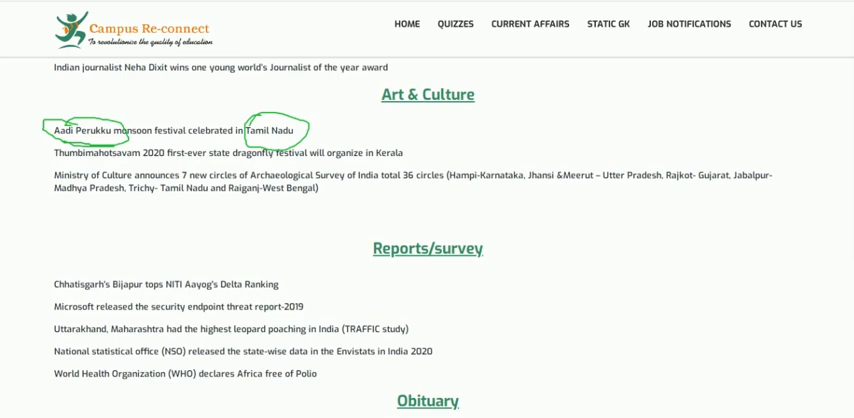 Campus Re-connect
To revolutionize the quality of education
HOME QUIZZES CURRENT AFFAIRS STATIC GK JOB NOTIFICATIONS CONTACT US
Indian journalist Neha Dixit wins one young world's Journalist of the year award
Art & Culture
Aadi Perukku monsoon festival celebrated in Tamil Nadu
Thumbimahotsavam 2020 first-ever state dragonfly festival will organize in Kerala
Ministry of Culture announces 7 new circles of Archaeological Survey of India total 36 circles (Hampi-Karnataka, Jhansi &Meerut – Utter Pradesh, Rajkot- Gujarat, Jabalpur-
Madhya Pradesh, Trichy- Tamil Nadu and Raiganj-West Bengal)
Reports/survey
Chhatisgarh's Bijapur tops NITI Aayog's Delta Ranking
Microsoft released the security endpoint threat report-2019
Uttarakhand, Maharashtra had the highest leopard poaching in India (TRAFFIC study)
National statistical office (NSO) released the state-wise data in the Envistats in India 2020
World Health Organization (WHO) declares Africa free of Polio
Obituary